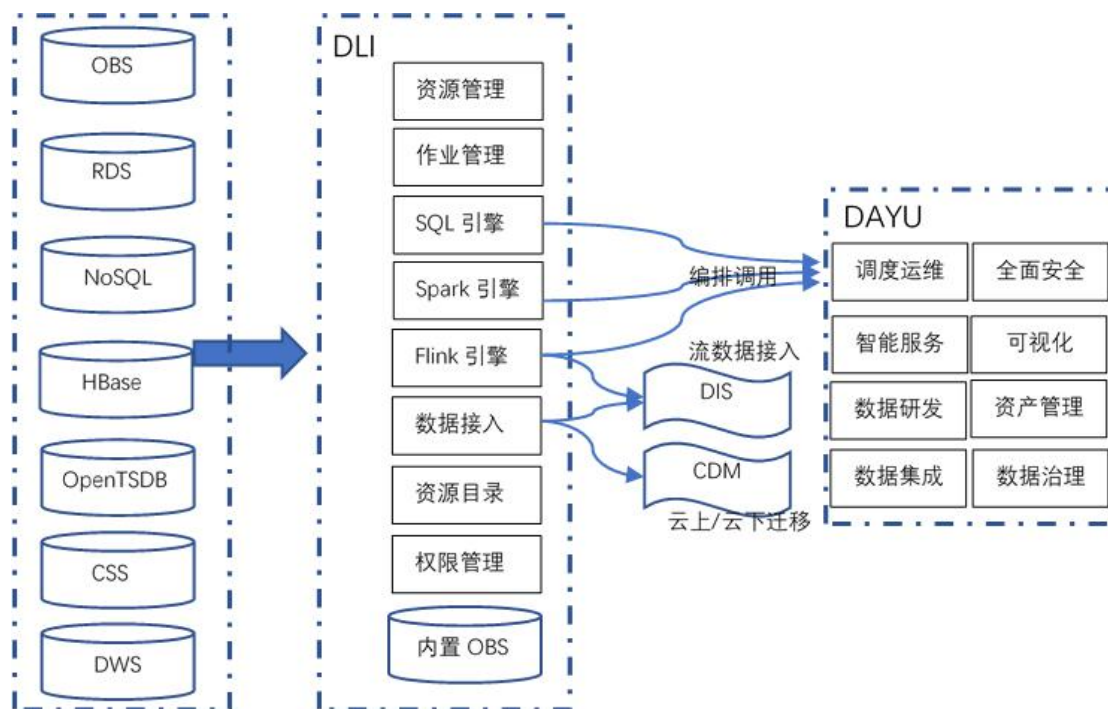 OBS
RDS
NoSQL
HBase
OpenTSDB
CSS
DWS
DLI
资源管理
作业管理
SQL 引擎
Spark 引擎
Flink 引擎
数据接入
资源目录
权限管理
内置 OBS
编排调用
流数据接入
DIS
CDM
云上/云下迁移
DAYU
调度运维
全面安全
智能服务
可视化
数据研发
资产管理
数据集成
数据治理